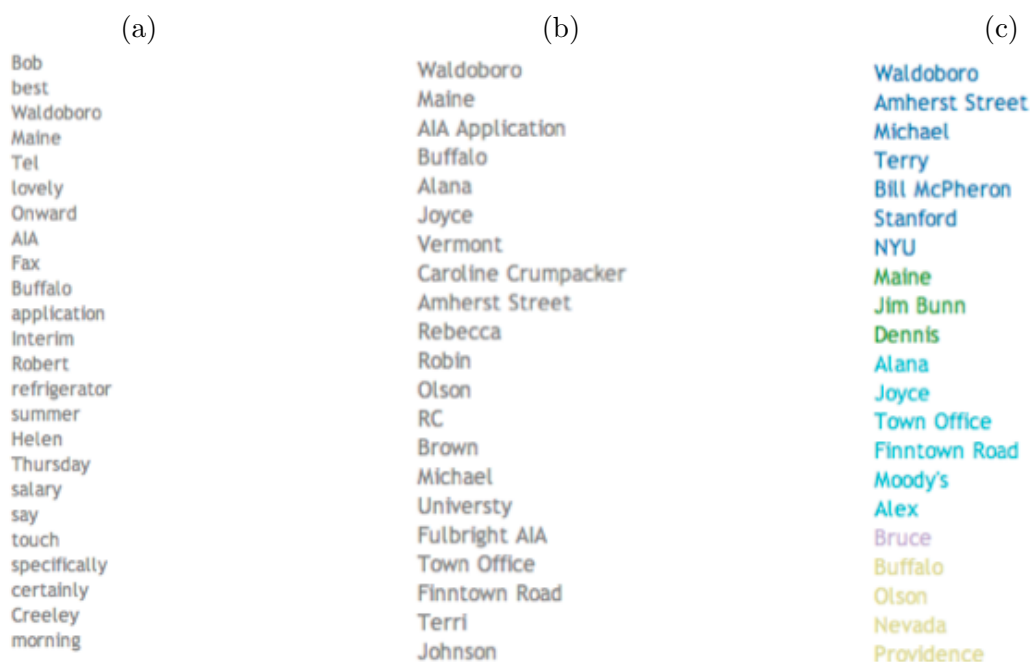 (a)
Bob
best
Waldoboro
Maine
Tel
lovely
Onward
AIA
Fax
Buffalo
application
Interim
Robert
refrigerator
summer
Helen
Thursday
salary
say
touch
specifically
certainly
Creeley
morning
(b)
Waldoboro
Maine
AIA Application
Buffalo
Alana
Joyce
Vermont
Caroline Crumpacker
Amherst Street
Rebecca
Robin
Olson
RC
Brown
Michael
Universty
Fulbright AIA
Town Office
Finntown Road
Terri
Johnson
(c)
Waldoboro
Amherst Street
Michael
Terry
Bill McPheron
Stanford
NYU
Maine
Jim Bunn
Dennis
Alana
Joyce
Town Office
Finntown Road
Moody's
Alex
Bruce
Buffalo
Olson
Nevada
Providence